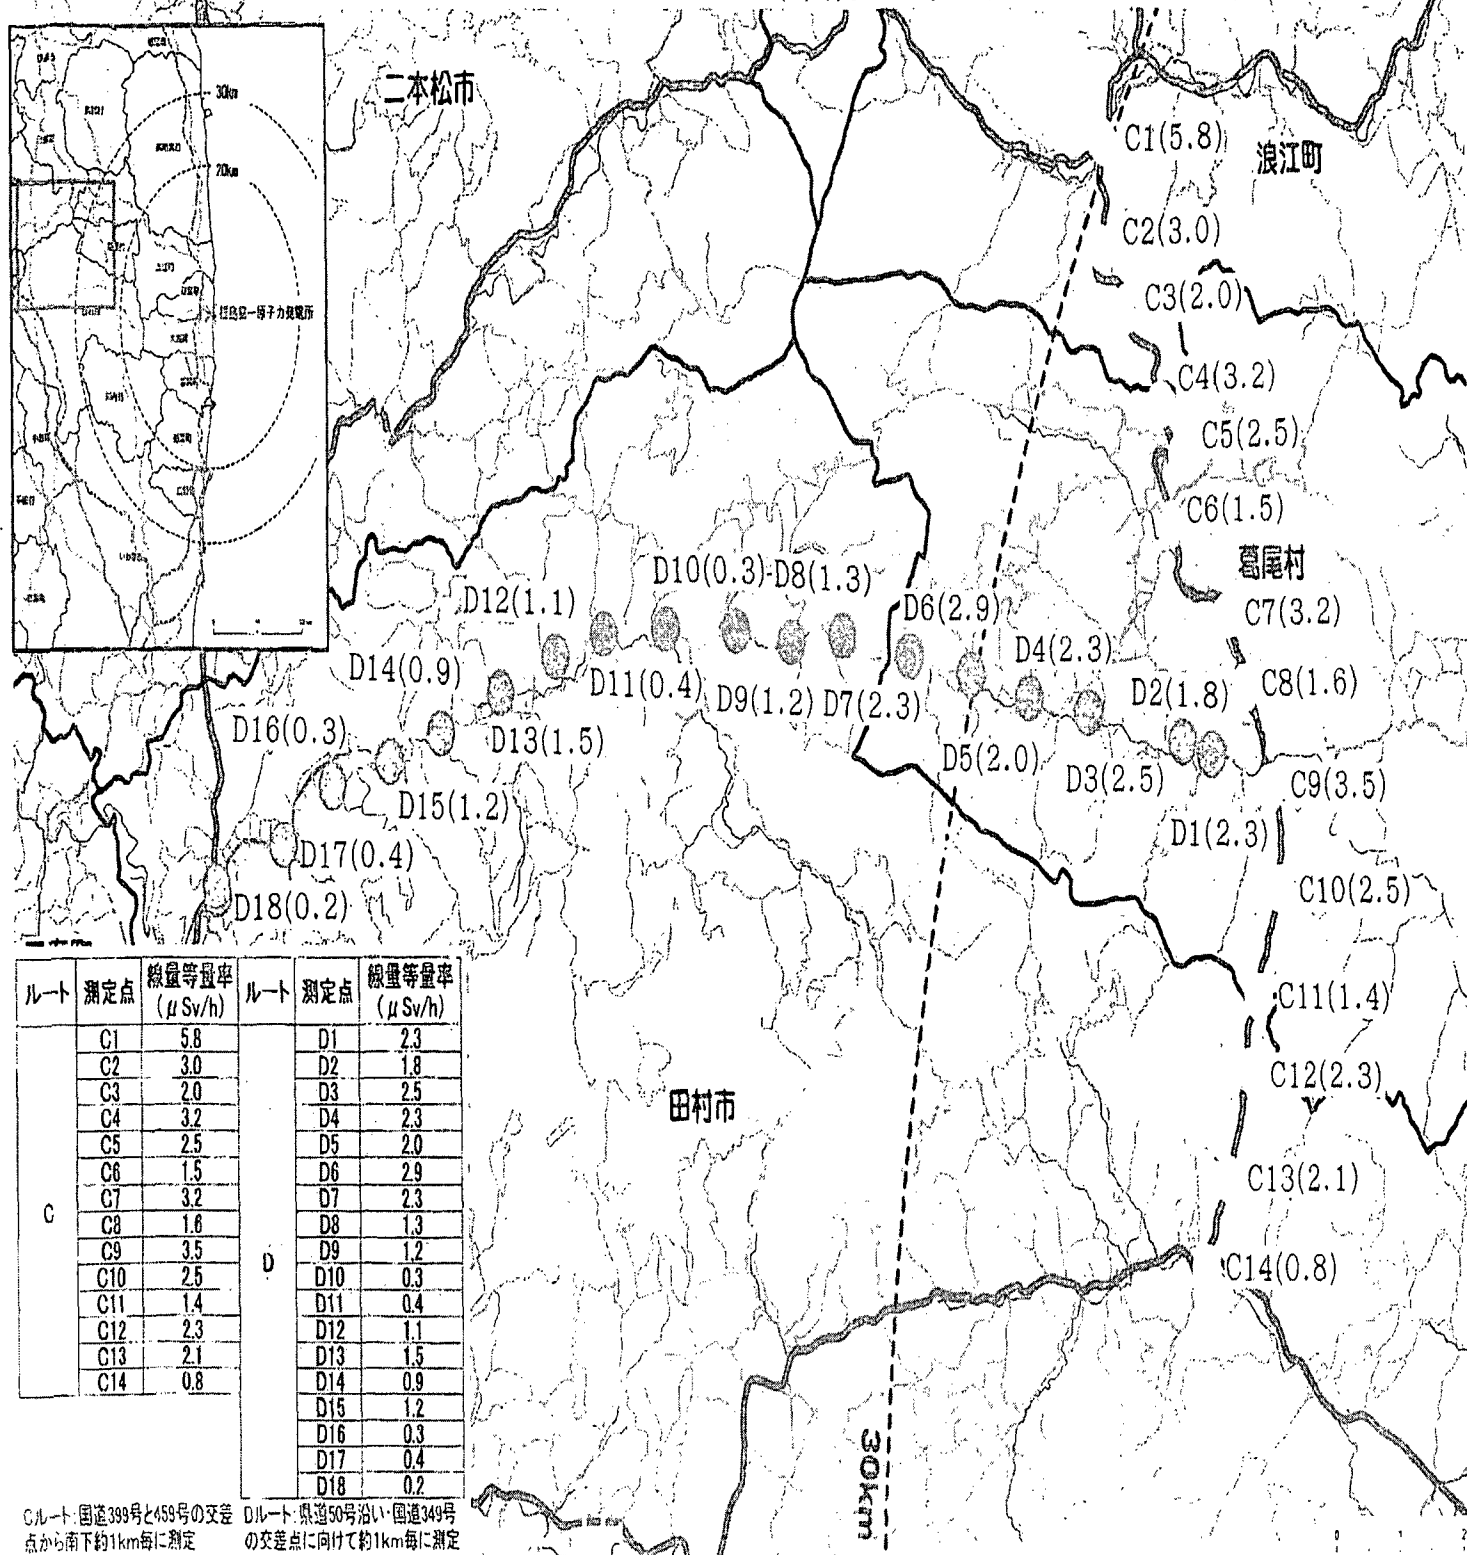 30km
20km
福島第一原子力発電所
二本松市
C1(5.8)
浪江町
C2(3.0)
C3(2.0)
C4(3.2)
C5(2.5)
C6(1.5)
葛尾村
C7(3.2)
C8(1.6)
C9(3.5)
C10(2.5)
C11(1.4)
C12(2.3)
C13(2.1)
C14(0.8)
D10(0.3)
D8(1.3)
D12(1.1)
D6(2.9)
D4(2.3)
D14(0.9)
D11(0.4)
D9(1.2)
D7(2.3)
D2(1.8)
D16(0.3)
D13(1.5)
D5(2.0)
D3(2.5)
D15(1.2)
D1(2.3)
D17(0.4)
D18(0.2)
田村市
30km
ルート 測定点 線量等量率(μSv/h) ルート 測定点 線量等量率(μSv/h)
C D
C1 5.8 D1 2.3
C2 3.0 D2 1.8
C3 2.0 D3 2.5
C4 3.2 D4 2.3
C5 2.5 D5 2.0
C6 1.5 D6 2.9
C7 3.2 D7 2.3
C8 1.6 D8 1.3
C9 3.5 D9 1.2
C10 2.5 D10 0.3
C11 1.4 D11 0.4
C12 2.3 D12 1.1
C13 2.1 D13 1.5
C14 0.8 D14 0.9
D15 1.2
D16 0.3
D17 0.4
D18 0.2
Cルート:国道399号と459号の交差
点から南下約1km毎に測定
Dルート:県道50号沿い・国道349号
の交差点に向けて約1km毎に測定
0 1 2